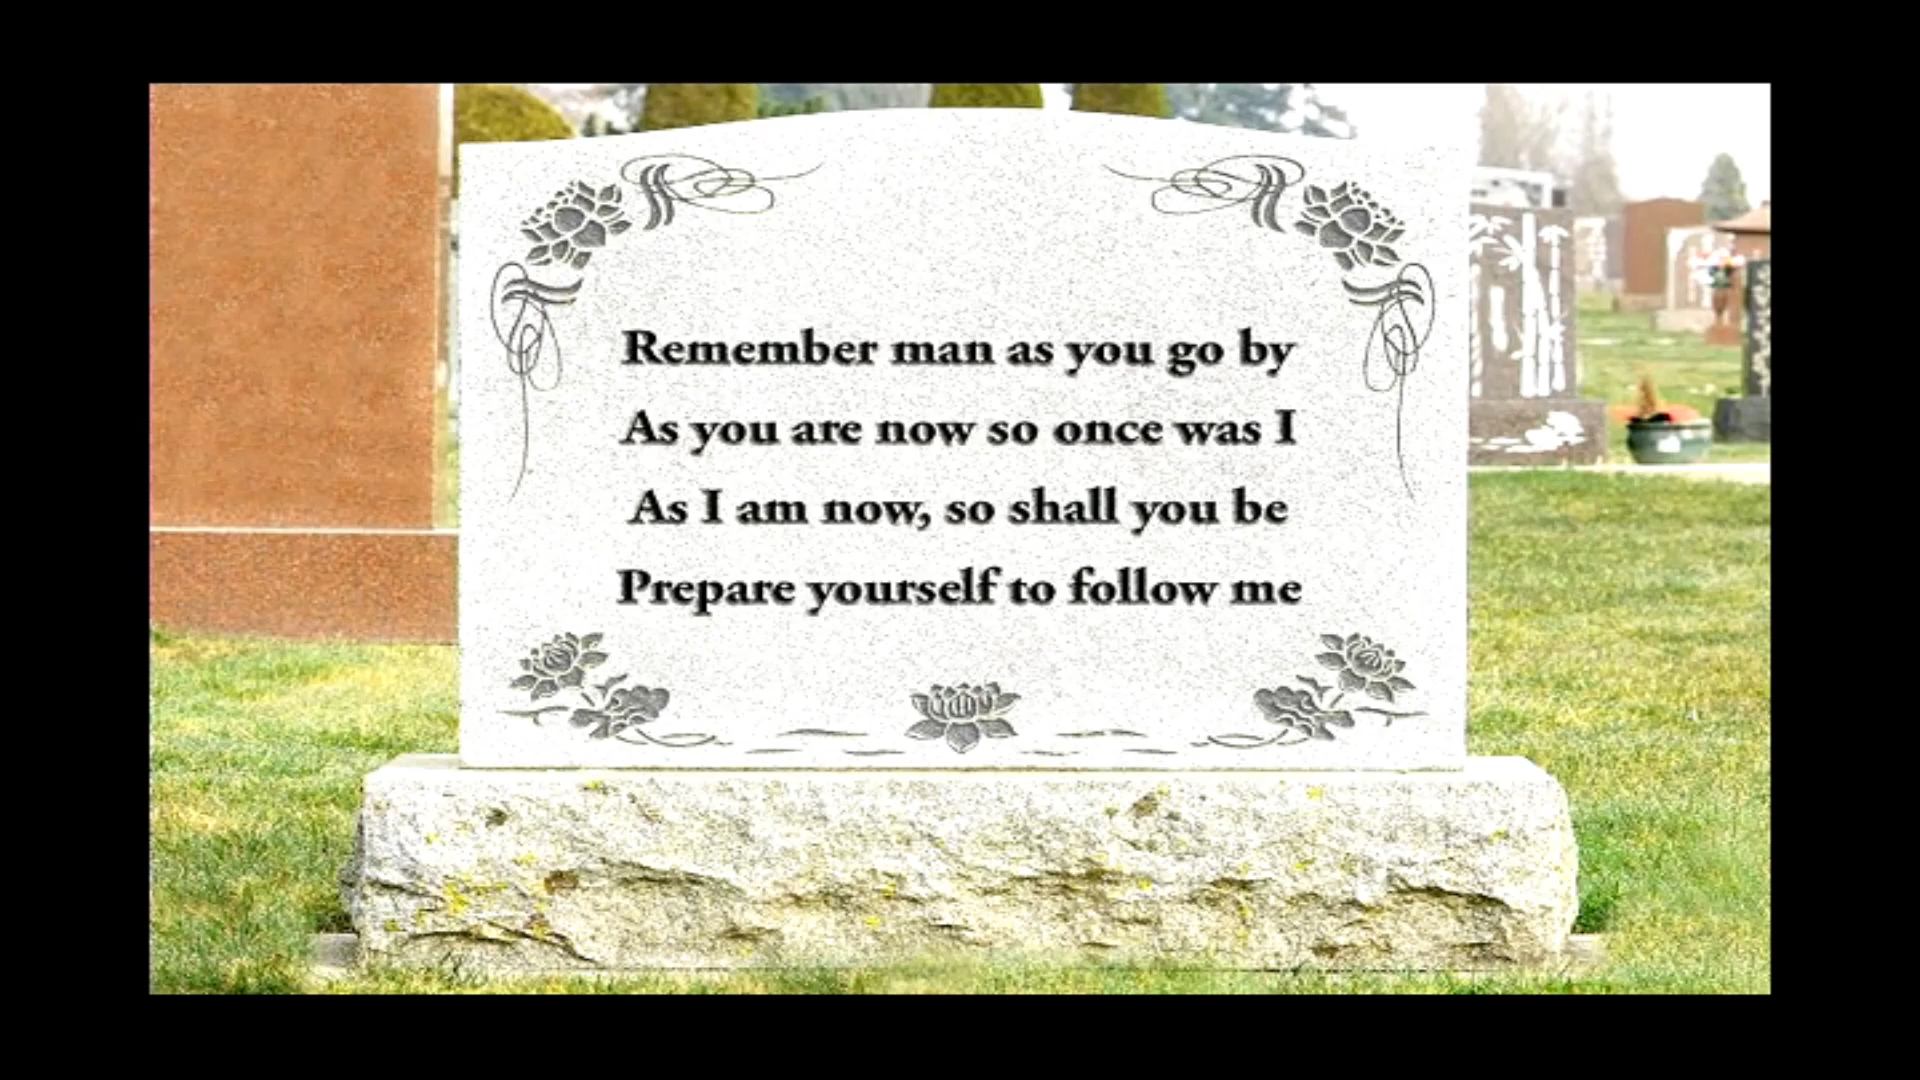 Remember man as you go by
As you are now so once was I
As I am now, so shall you be
Prepare yourself to follow me